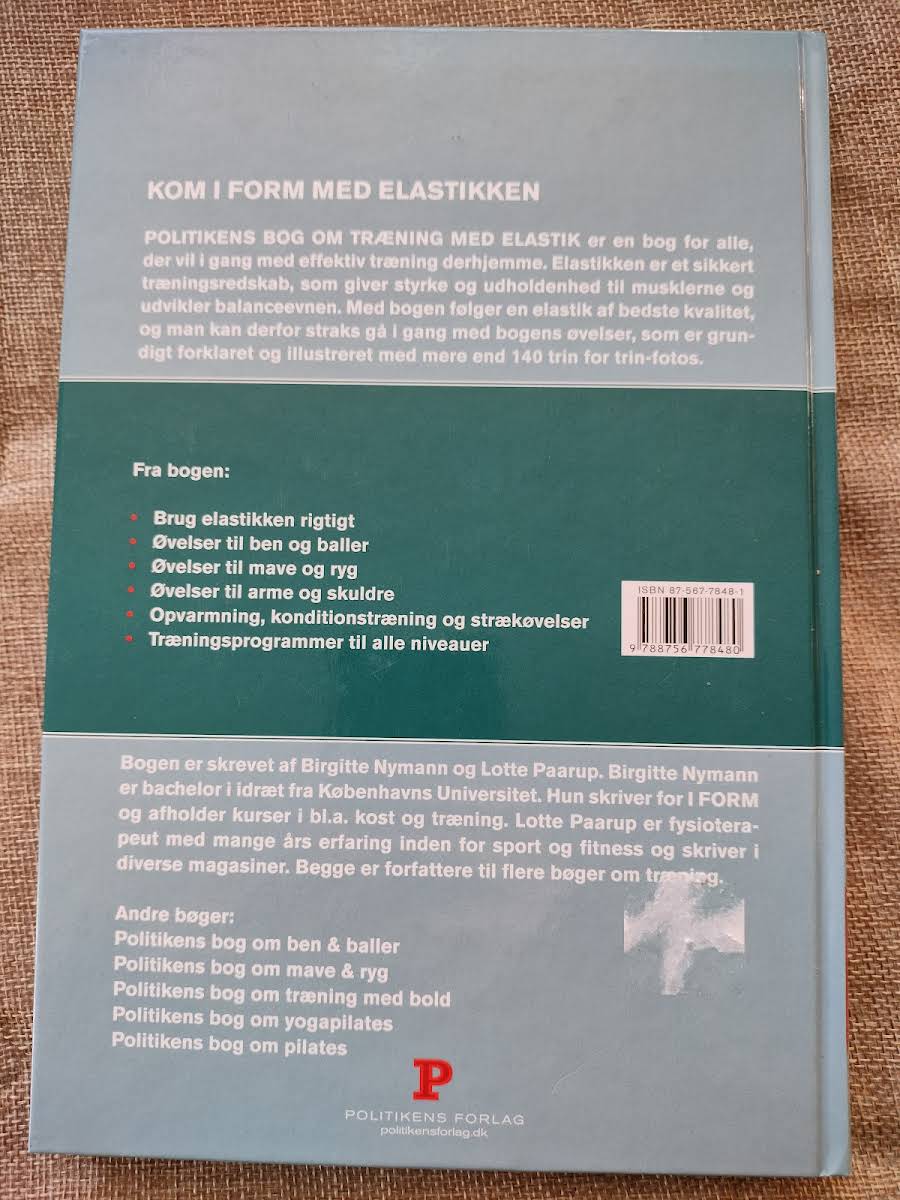 KOM I FORM MED ELASTIKKEN
POLITIKENS BOG OM TRÆNING MED ELASTIK er en bog for alle,
der vil i gang med effektiv træning derhjemme. Elastikken er et sikkert
træningsredskab, som giver styrke og udholdenhed til musklerne og
udvikler balanceevnen. Med bogen følger en elastik af bedste kvalitet,
og man kan derfor straks gå i gang med bogens øvelser, som er grun-
digt forklaret og illustreret med mere end 140 trin for trin-fotos.
Fra bogen:
• Brug elastikken rigtigt
• Øvelser til ben og baller
• Øvelser til mave og ryg
• Øvelser til arme og skuldre
• Opvarmning, konditionstræning og strækøvelser
• Træningsprogrammer til alle niveauer
ISBN 87-567-7848-1
9 788756 778480
Bogen er skrevet af Birgitte Nymann og Lotte Paarup. Birgitte Nymann
er bachelor i idræt fra Københavns Universitet. Hun skriver for I FORM
og afholder kurser i bl.a. kost og træning. Lotte Paarup er fysiotera-
peut med mange års erfaring inden for sport og fitness og skriver i
diverse magasiner. Begge er forfattere til flere bøger om træning.
Andre bøger:
Politikens bog om ben & baller
Politikens bog om mave & ryg
Politikens bog om træning med bold
Politikens bog om yogapilates
Politikens bog om pilates
P
POLITIKENS FORLAG
politikensforlag.dk